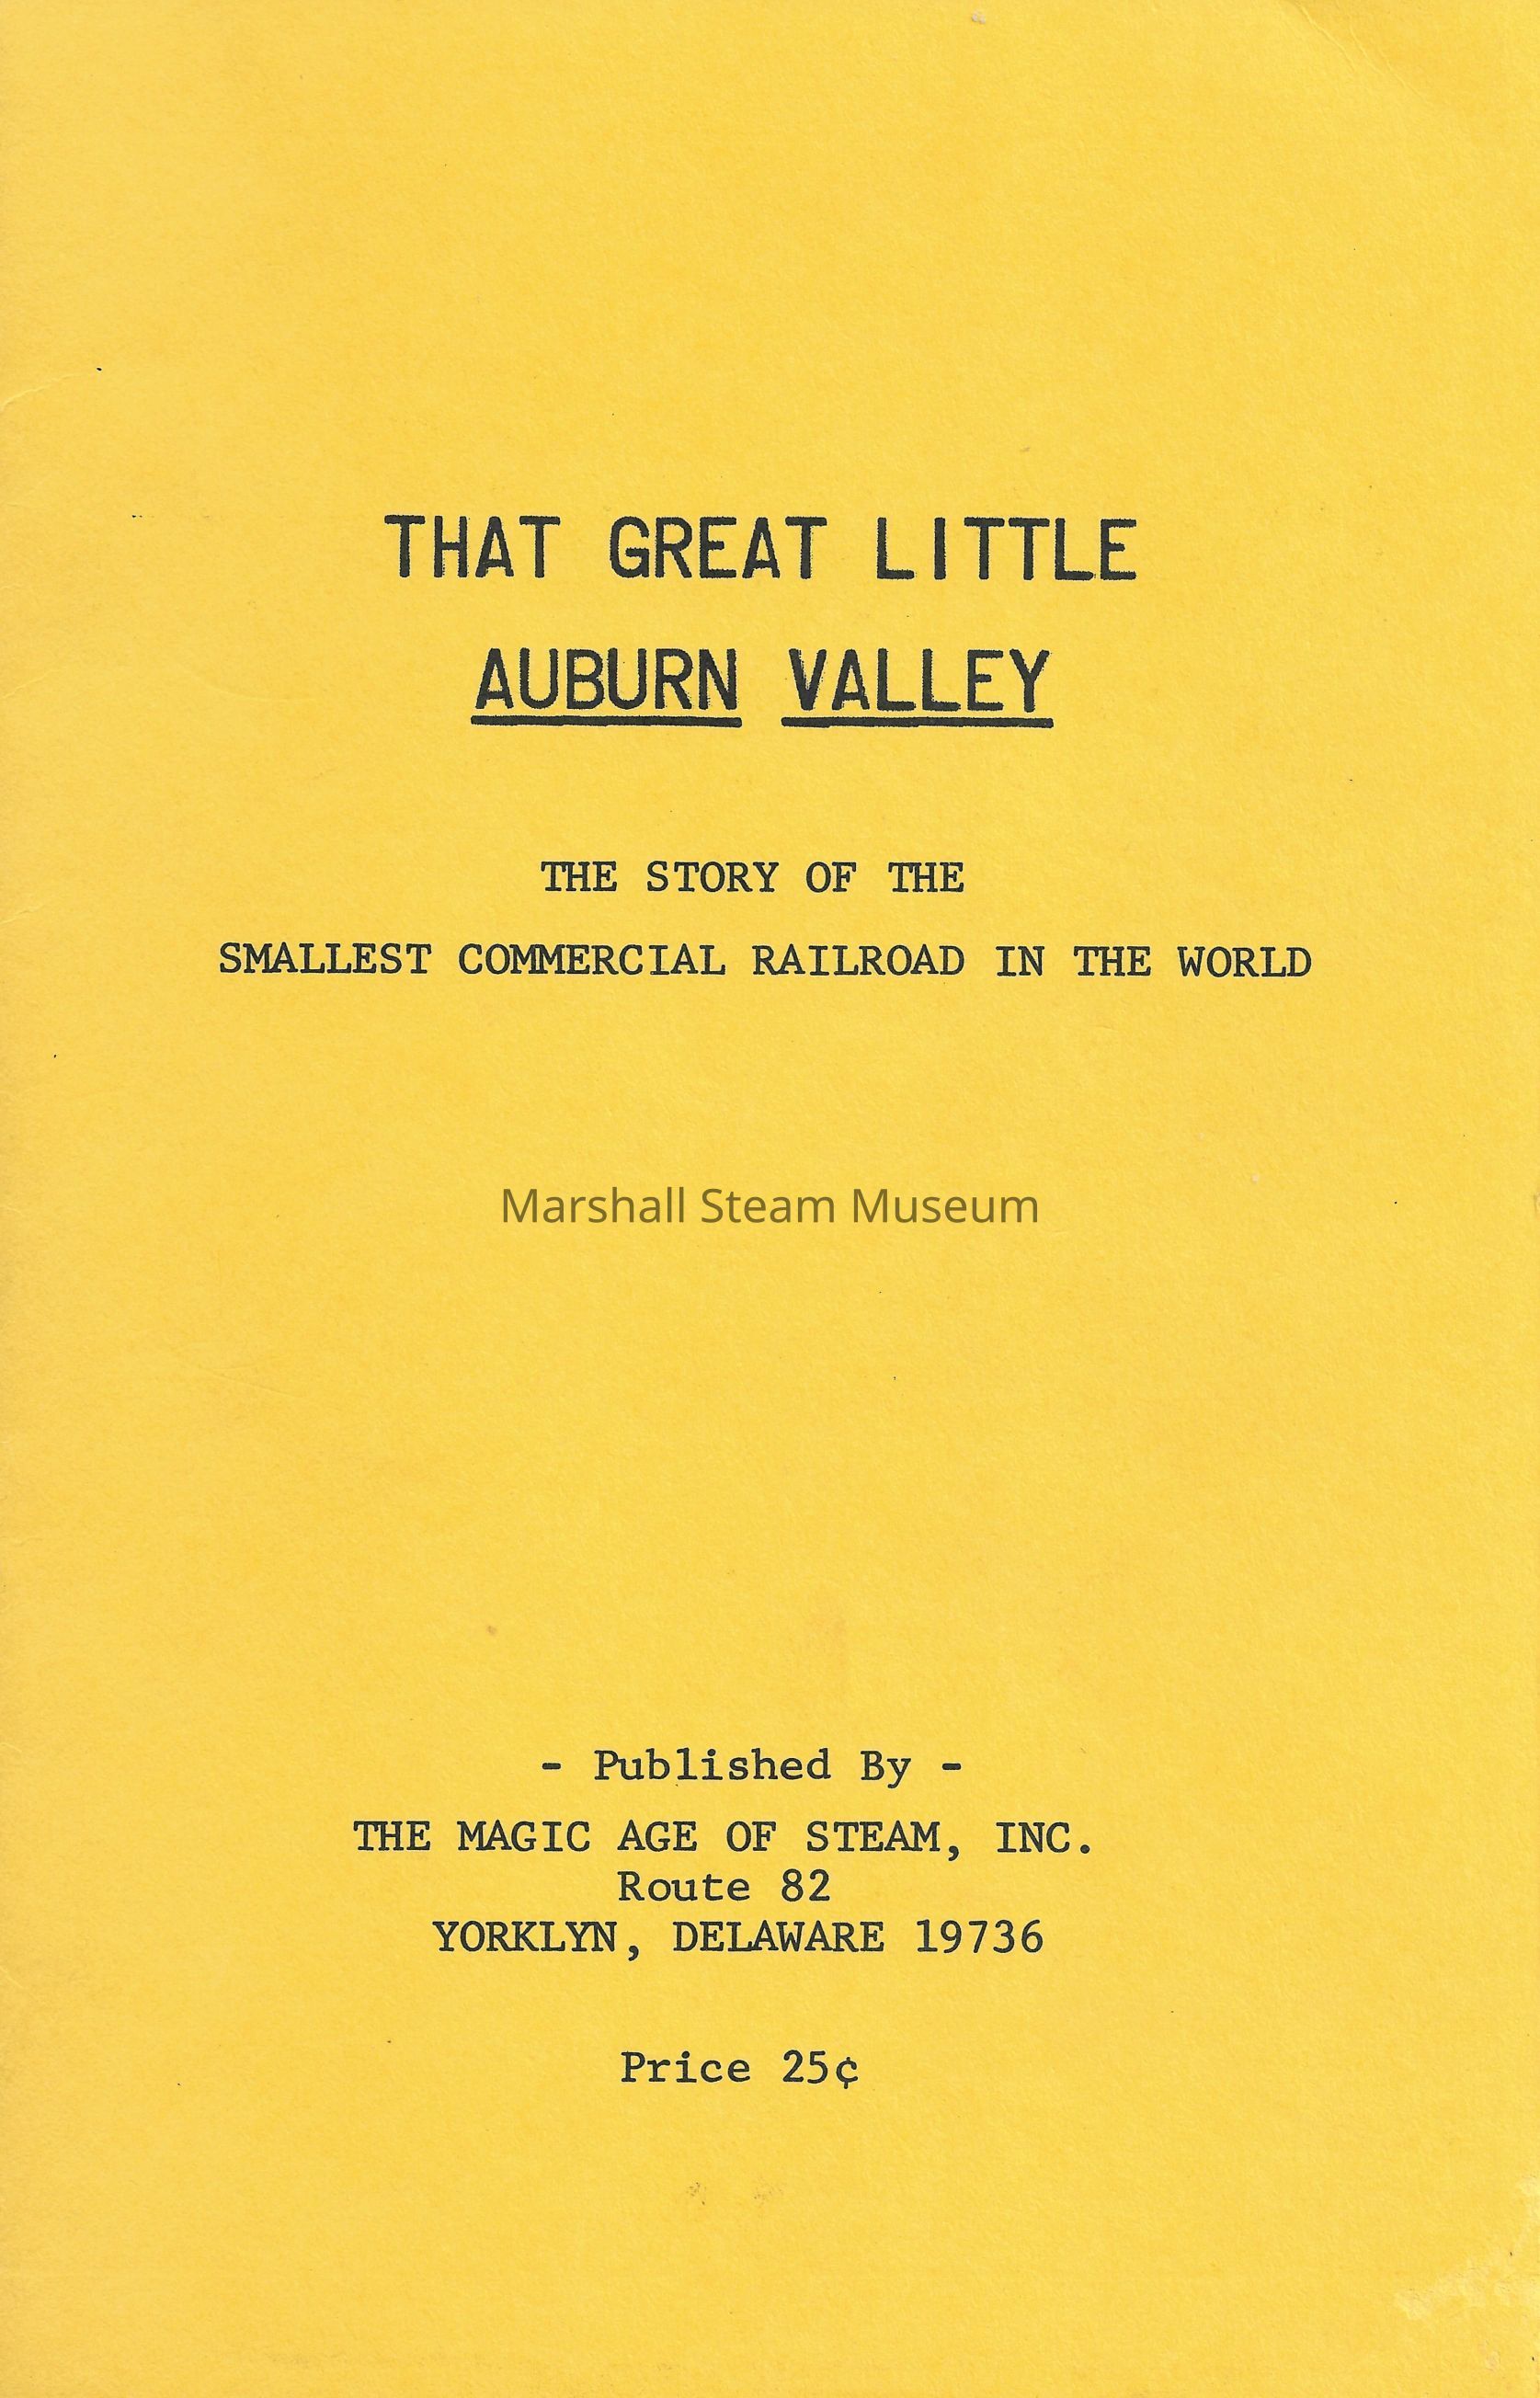 THAT GREAT LITTLE
AUBURN VALLEY
THE STORY OF THE
SMALLEST COMMERCIAL RAILROAD IN THE WORLD
Marshall Steam Museum
- Published By -
THE MAGIC AGE OF STEAM, INC.
Route 82
YORKLYN, DELAWARE 19736
Price 25¢